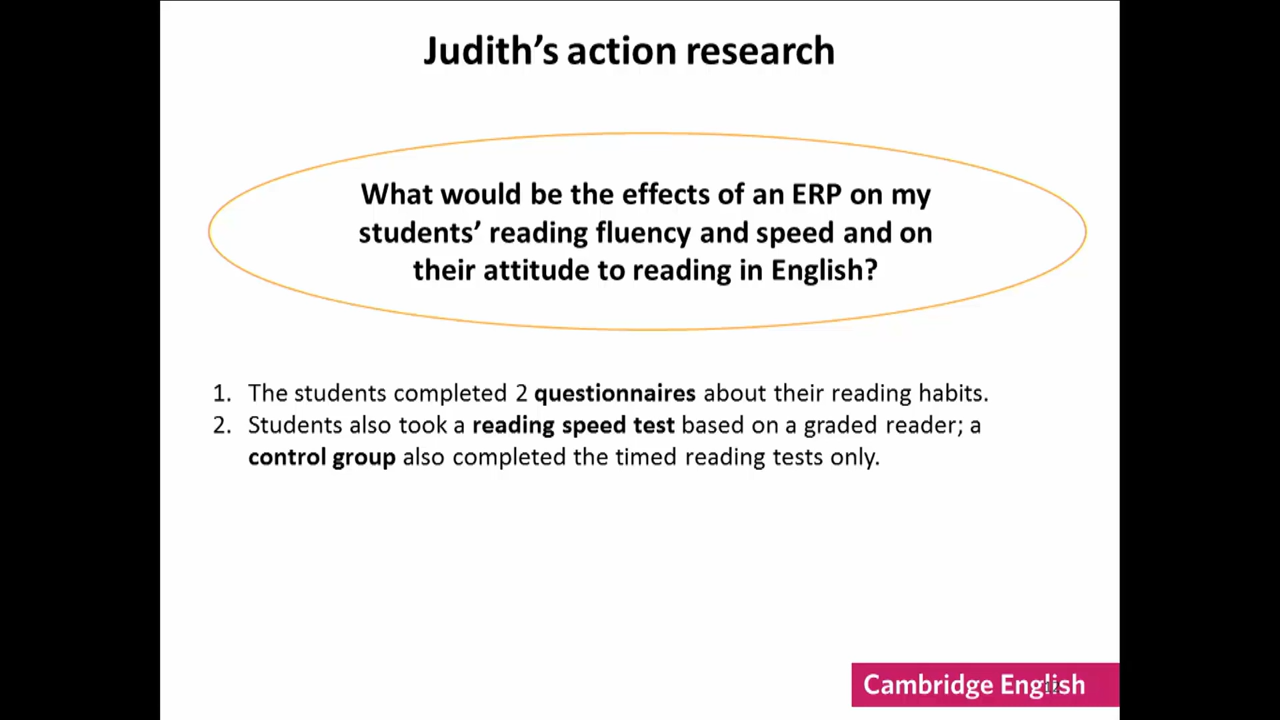 Judith's action research
What would be the effects of an ERP on my
students' reading fluency and speed and on
their attitude to reading in English?
1. The students completed 2 questionnaires about their reading habits.
2. Students also took a reading speed test based on a graded reader; a
control group also completed the timed reading tests only.
Cambridge English